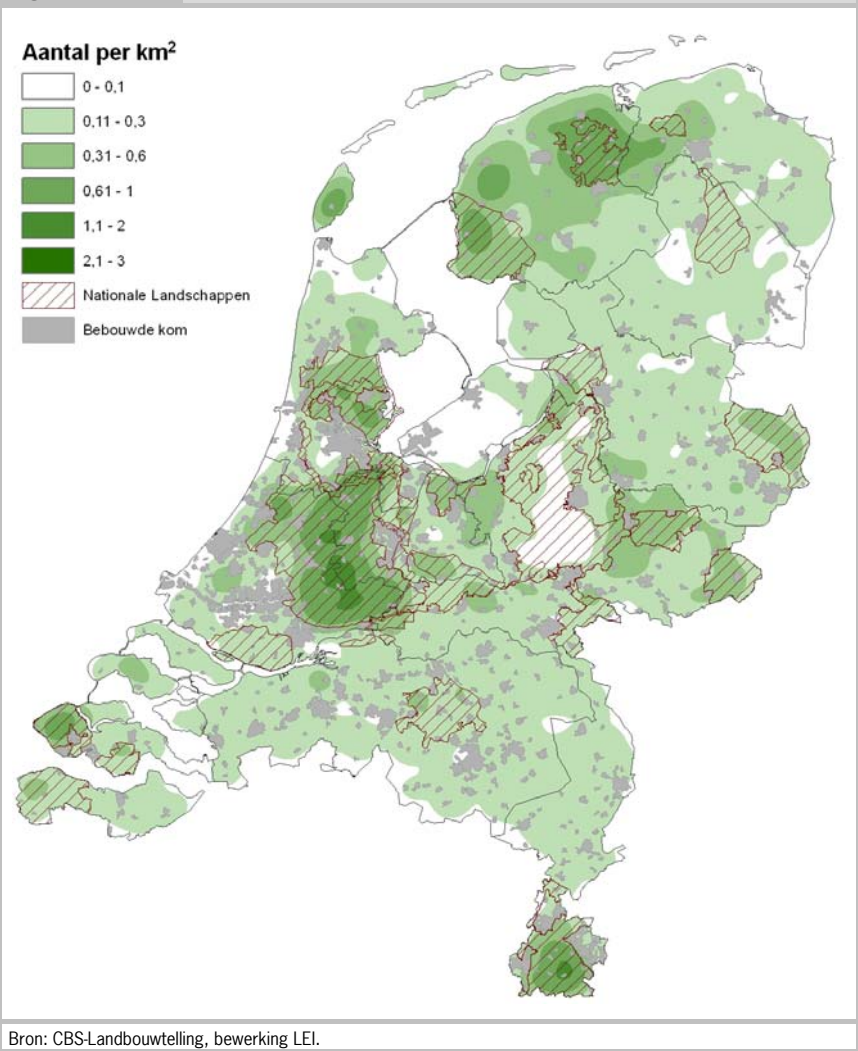 Aantal per km²
0 - 0,1
0,11 - 0,3
0,31 - 0,6
0,61 - 1
1,1 - 2
2,1 - 3
Nationale Landschappen
Bebouwde kom
Bron: CBS-Landbouwtelling, bewerking LEI.